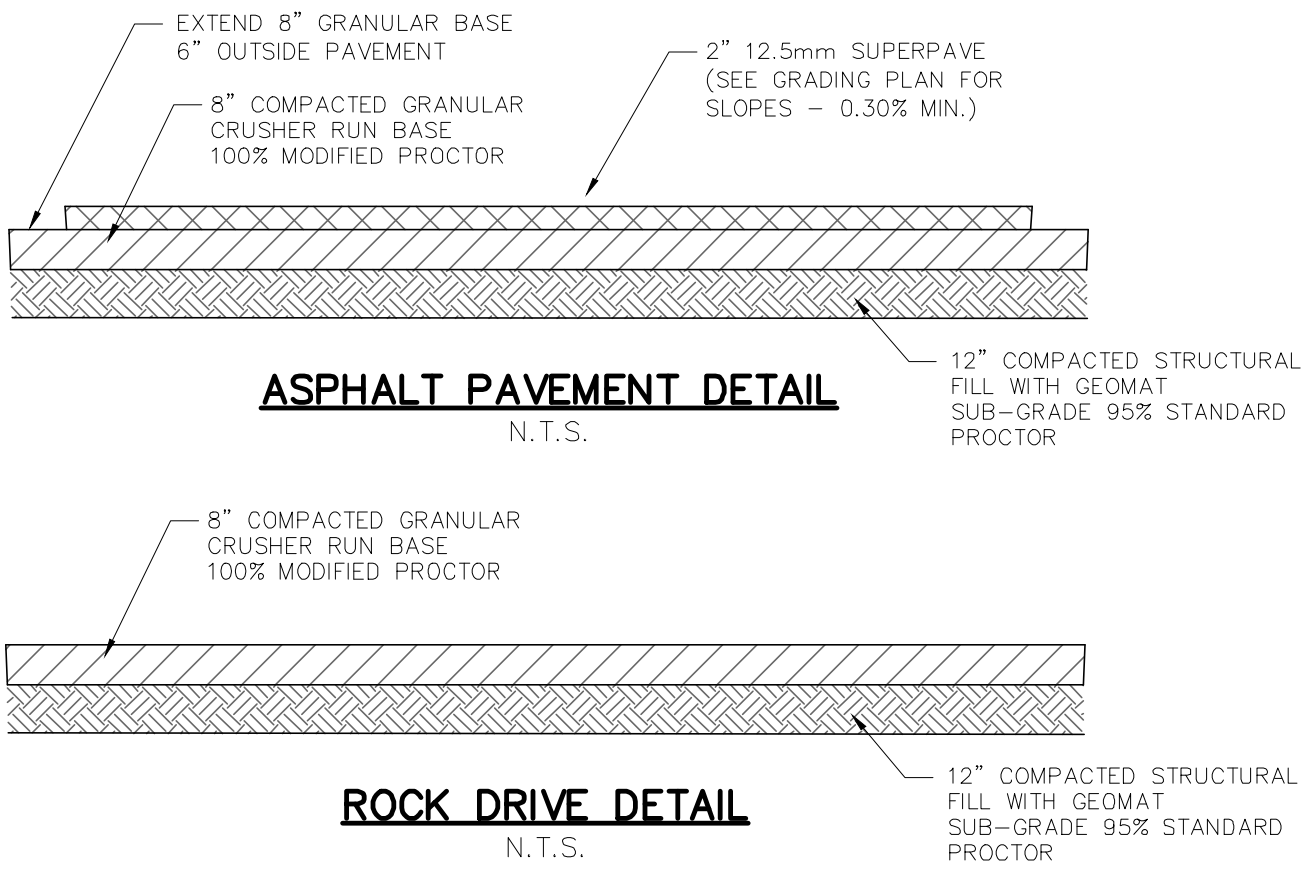 EXTEND 8” GRANULAR BASE
6” OUTSIDE PAVEMENT
8” COMPACTED GRANULAR
CRUSHER RUN BASE
100% MODIFIED PROCTOR
2” 12.5mm SUPERPAVE
(SEE GRADING PLAN FOR
SLOPES – 0.30% MIN.)
12” COMPACTED STRUCTURAL
FILL WITH GEOMAT
SUB–GRADE 95% STANDARD
PROCTOR
ASPHALT PAVEMENT DETAIL
N.T.S.
8” COMPACTED GRANULAR
CRUSHER RUN BASE
100% MODIFIED PROCTOR
12” COMPACTED STRUCTURAL
FILL WITH GEOMAT
SUB–GRADE 95% STANDARD
PROCTOR
ROCK DRIVE DETAIL
N.T.S.